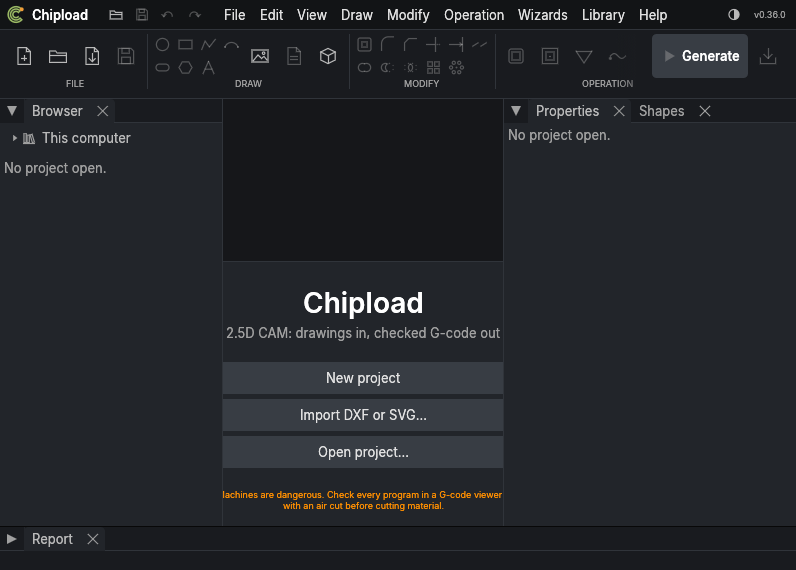 Chipload File Edit View Draw Modify Operation Wizards Library Help v0.36.0
Generate
FILE DRAW MODIFY OPERATION
Browser Properties Shapes
This computer
No project open.
No project open.
Chipload
2.5D CAM: drawings in, checked G-code out
New project
Import DXF or SVG...
Open project...
are dangerous. Check every program in a G-code viewer
with an air cut before cutting material.
Report